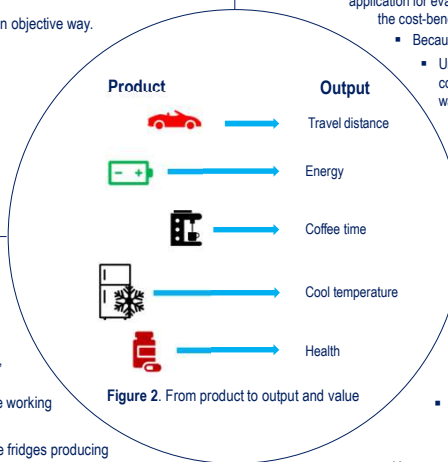 application for eva
n objective way.
the cost-ben
▪ Becau
▪ U
co
wa
Product Output
Travel distance
- +
Energy
Coffee time
Cool temperature
Health
Figure 2. From product to output and value
e working
e fridges producing